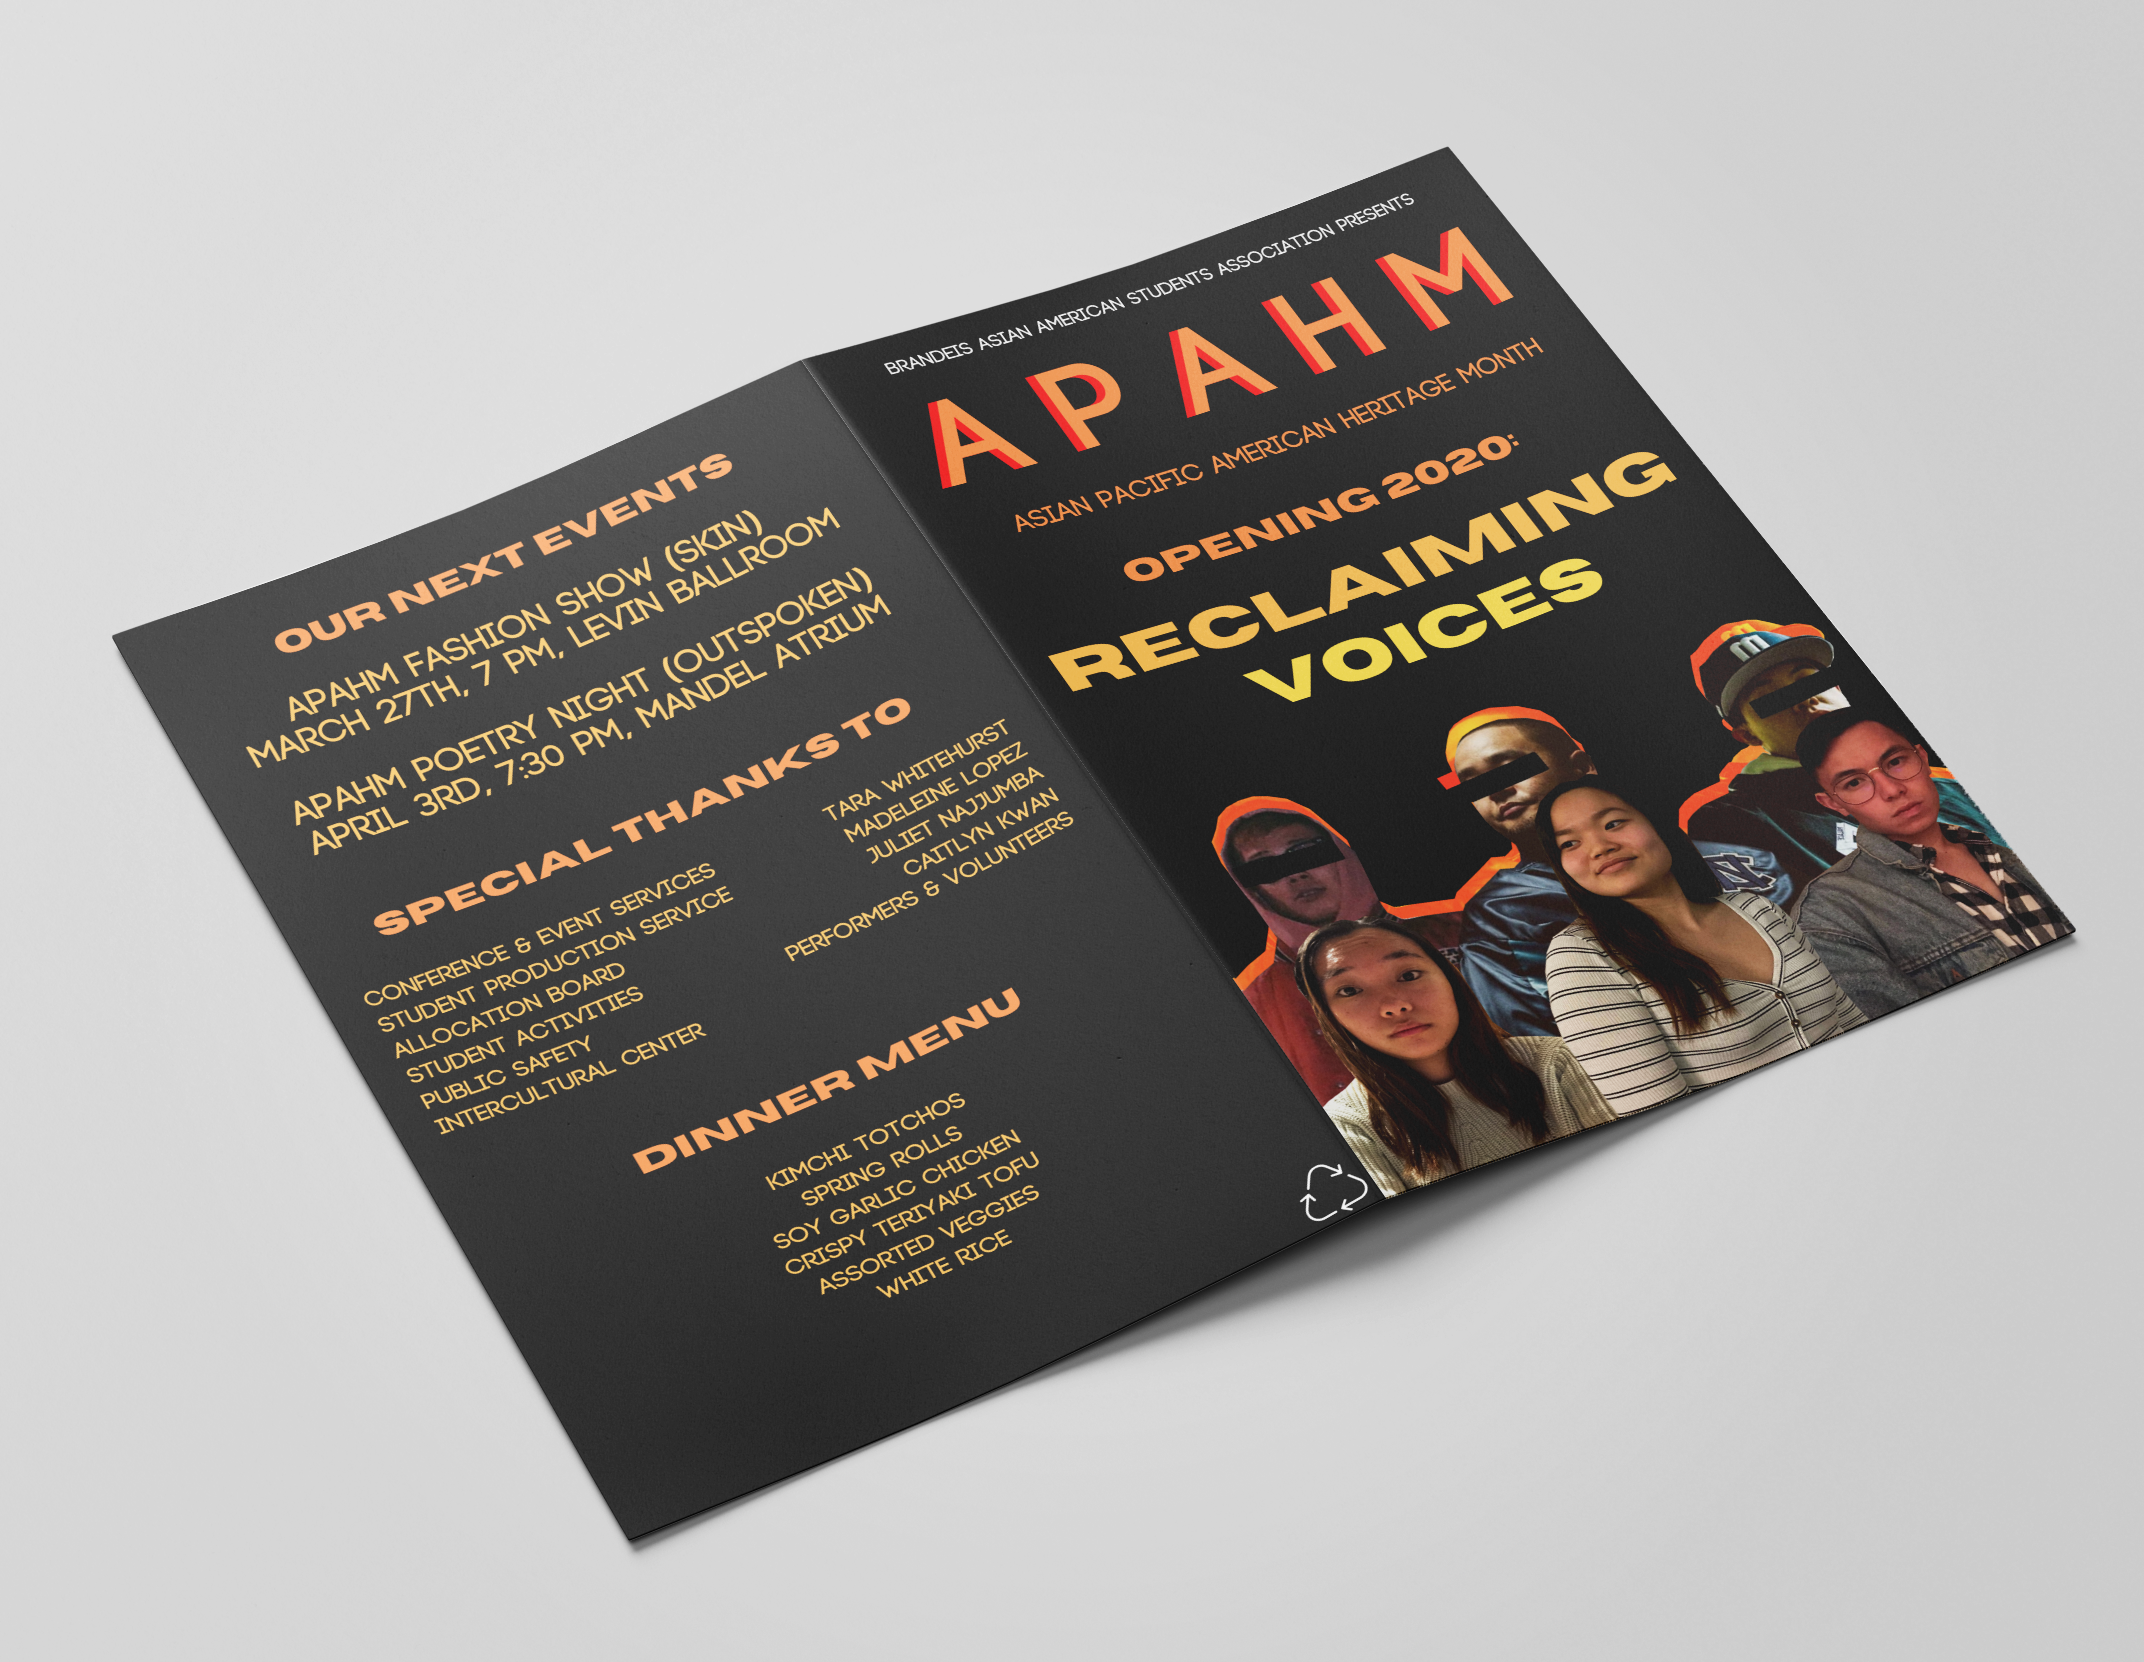 OUR NEXT EVENTS
APAHM FASHION SHOW (SKIN)
MARCH 27TH, 7 PM, LEVIN BALLROOM
APAHM POETRY NIGHT (OUTSPOKEN)
APRIL 3RD, 7:30 PM, MANDEL ATRIUM
SPECIAL THANKS TO
CONFERENCE & EVENT SERVICES
STUDENT PRODUCTION SERVICE
ALLOCATION BOARD
STUDENT ACTIVITIES
PUBLIC SAFETY
INTERCULTURAL CENTER
TARA WHITEHURST
MADELEINE LOPEZ
JULIET NAJJUMBA
CAITLYN KWAN
PERFORMERS & VOLUNTEERS
DINNER MENU
KIMCHI TOTCHOS
SPRING ROLLS
SOY GARLIC CHICKEN
CRISPY TERIYAKI TOFU
ASSORTED VEGGIES
WHITE RICE
BRANDEIS ASIAN AMERICAN STUDENTS ASSOCIATION PRESENTS
APAHM
ASIAN PACIFIC AMERICAN HERITAGE MONTH
OPENING 2020:
RECLAIMING
VOICES